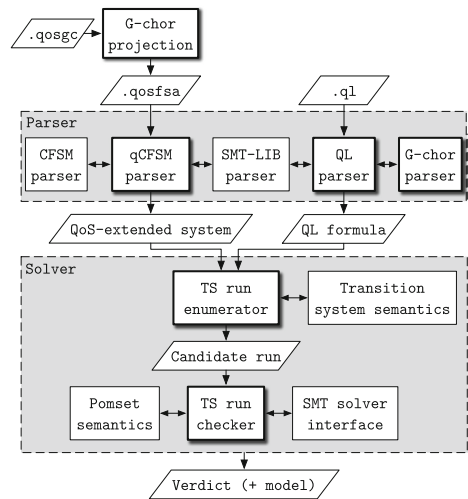 .qosgc
G-chor
projection
.qosfsa
.ql
Parser
CFSM
parser
qCFSM
parser
SMT-LIB
parser
QL
parser
G-chor
parser
QoS-extended system
QL formula
Solver
TS run
enumerator
Transition
system semantics
Candidate run
Pomset
semantics
TS run
checker
SMT solver
interface
Verdict (+ model)